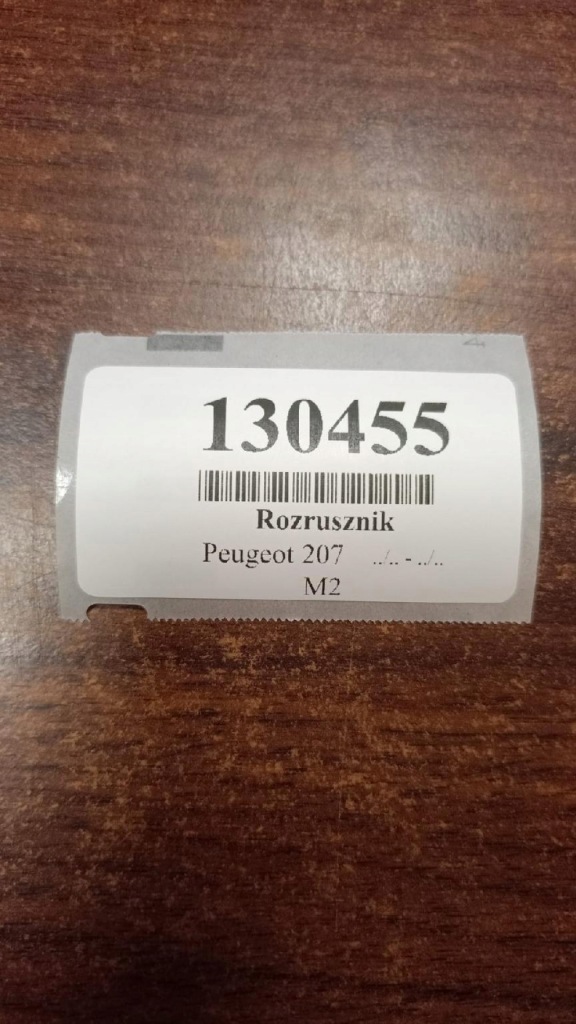 130455
Rozrusznik
Peugeot 207 ../.. - ../..
M2